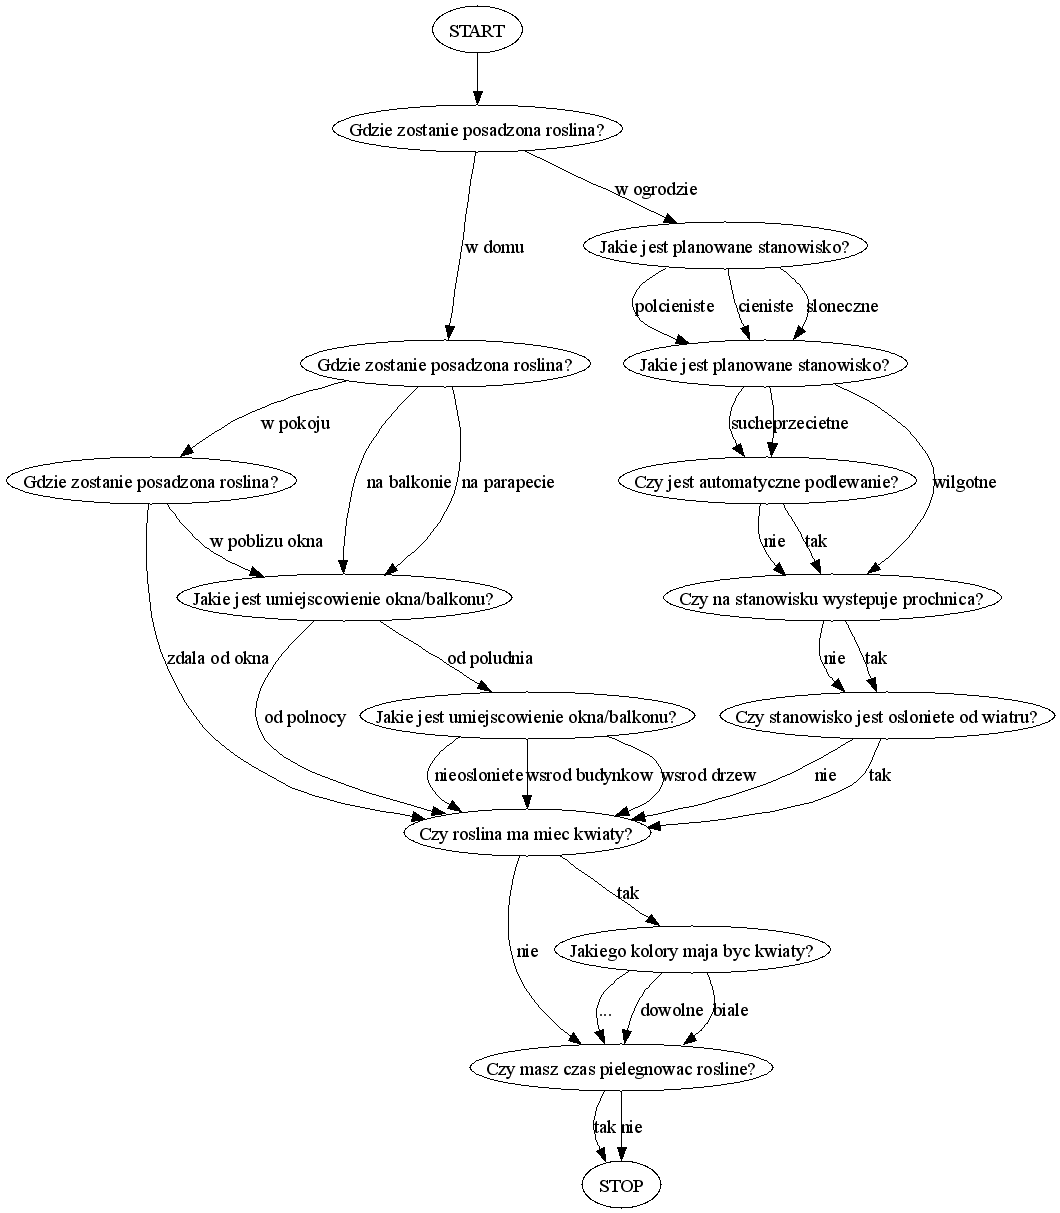 START
Gdzie zostanie posadzona roslina?
w ogrodzie
w domu
Jakie jest planowane stanowisko?
polcieniste
cieniste
sloneczne
Gdzie zostanie posadzona roslina?
Jakie jest planowane stanowisko?
w pokoju
suche
przecietne
Gdzie zostanie posadzona roslina?
na balkonie
na parapecie
Czy jest automatyczne podlewanie?
wilgotne
w poblizu okna
nie
tak
Jakie jest umiejscowienie okna/balkonu?
Czy na stanowisku wystepuje prochnica?
zdala od okna
od poludnia
nie
tak
od polnocy
Jakie jest umiejscowienie okna/balkonu?
Czy stanowisko jest osloniete od wiatru?
nieosloniete
wsrod budynkow
wsrod drzew
nie
tak
Czy roslina ma miec kwiaty?
tak
nie
Jakiego kolory maja byc kwiaty?
...
dowolne
biale
Czy masz czas pielegnowac rosline?
tak
nie
STOP